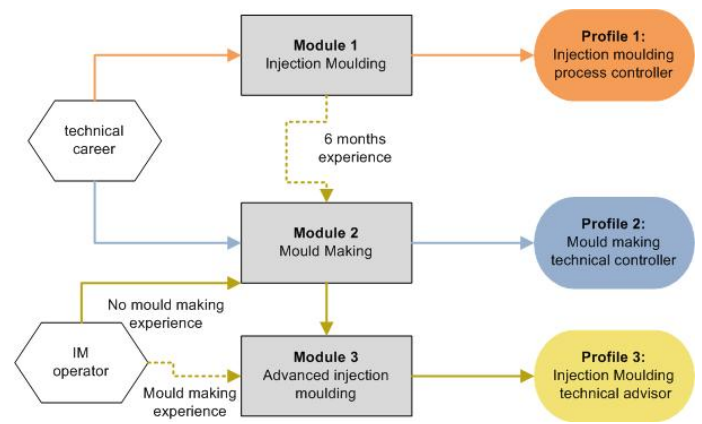 Module 1
Injection Moulding
Profile 1:
Injection moulding
process controller
technical
career
6 months
experience
Module 2
Mould Making
Profile 2:
Mould making
technical controller
No mould making
experience
IM
operator
Mould making
experience
Module 3
Advanced injection
moulding
Profile 3:
Injection Moulding
technical advisor